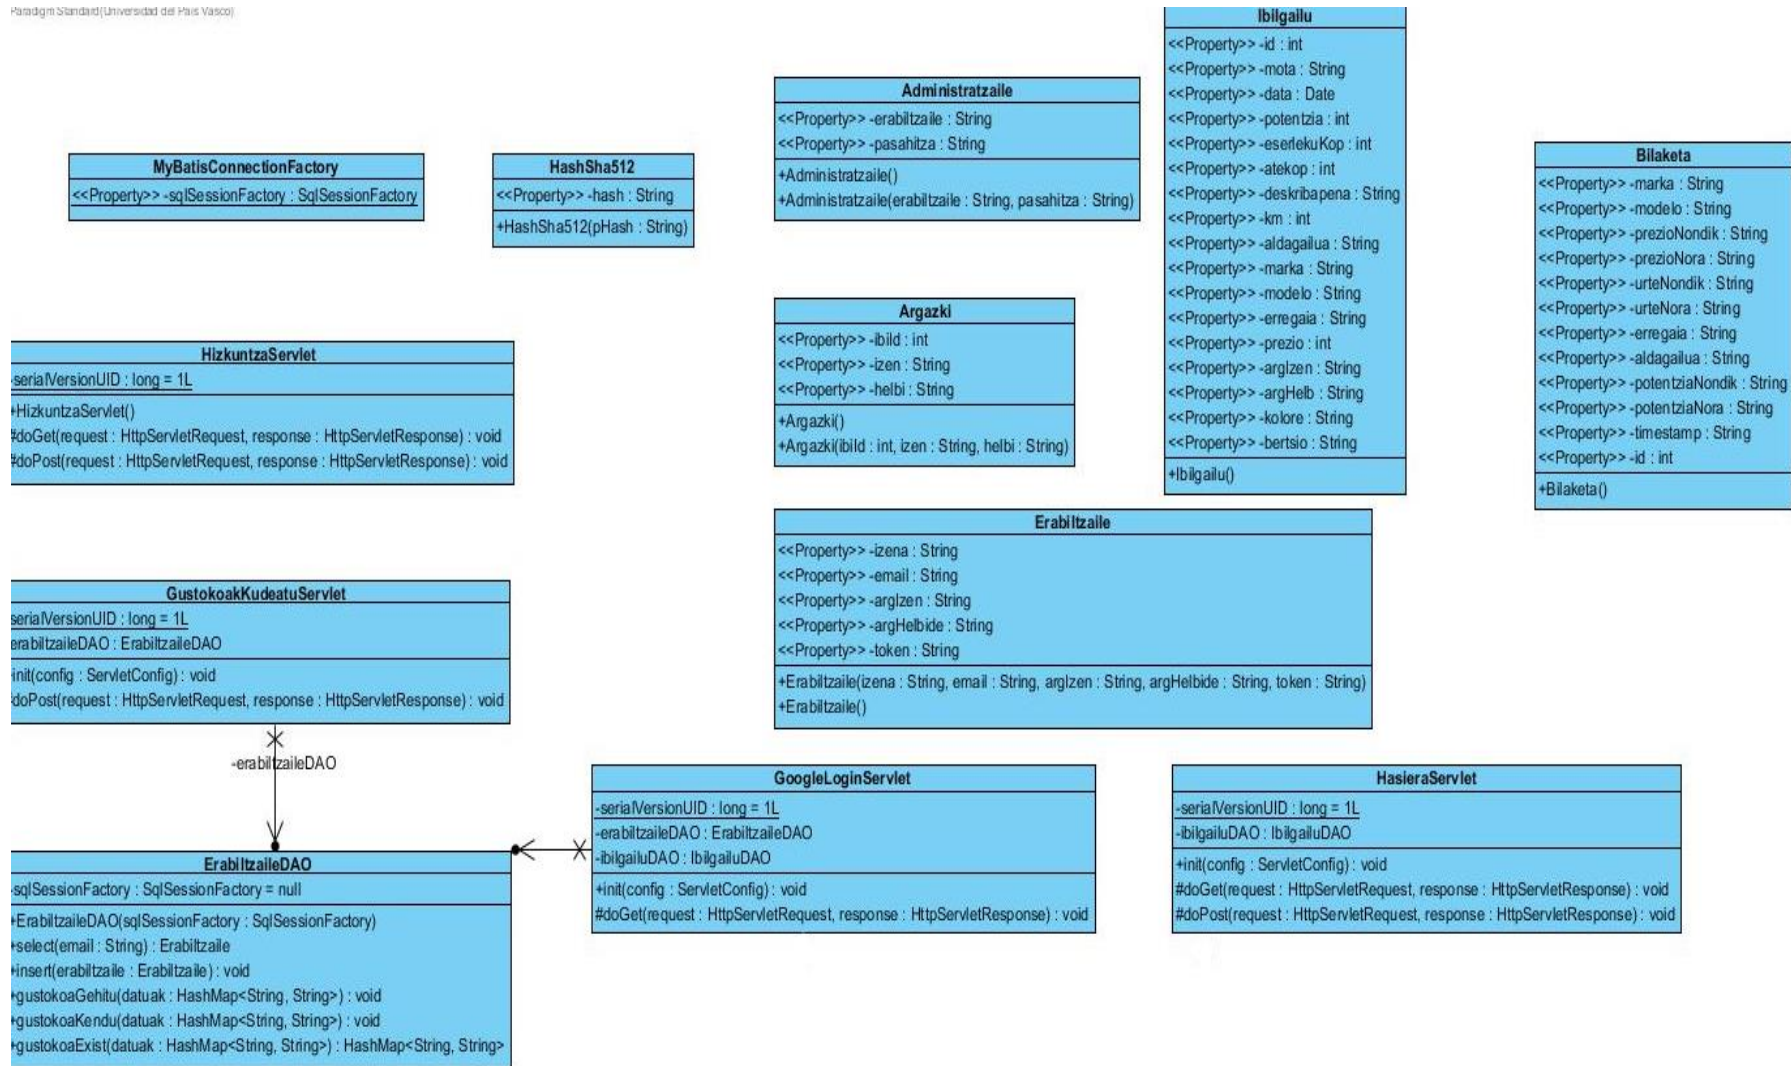 Paradigm Standard(Universidad del Pais Vasco)
MyBatisConnectionFactory
<<Property>> -sqlSessionFactory : SqlSessionFactory
HashSha512
<<Property>> -hash : String
+HashSha512(pHash : String)
Administratzaile
<<Property>> -erabiltzaile : String
<<Property>> -pasahitza : String
+Administratzaile()
+Administratzaile(erabiltzaile : String, pasahitza : String)
Ibilgailu
<<Property>> -id : int
<<Property>> -mota : String
<<Property>> -data : Date
<<Property>> -potentzia : int
<<Property>> -eserlekuKop : int
<<Property>> -atekop : int
<<Property>> -deskribapena : String
<<Property>> -km : int
<<Property>> -aldagailua : String
<<Property>> -marka : String
<<Property>> -modelo : String
<<Property>> -erregaia : String
<<Property>> -prezio : int
<<Property>> -argIzen : String
<<Property>> -argHelb : String
<<Property>> -kolore : String
<<Property>> -bertsio : String
+Ibilgailu()
Bilaketa
<<Property>> -marka : String
<<Property>> -modelo : String
<<Property>> -prezioNondik : String
<<Property>> -prezioNora : String
<<Property>> -urteNondik : String
<<Property>> -urteNora : String
<<Property>> -erregaia : String
<<Property>> -aldagailua : String
<<Property>> -potentziaNondik : String
<<Property>> -potentziaNora : String
<<Property>> -timestamp : String
<<Property>> -id : int
+Bilaketa()
HizkuntzaServlet
-serialVersionUID : long = 1L
+HizkuntzaServlet()
#doGet(request : HttpServletRequest, response : HttpServletResponse) : void
#doPost(request : HttpServletRequest, response : HttpServletResponse) : void
Argazki
<<Property>> -ibilId : int
<<Property>> -izen : String
<<Property>> -helbi : String
+Argazki()
+Argazki(ibilId : int, izen : String, helbi : String)
Erabiltzaile
<<Property>> -izena : String
<<Property>> -email : String
<<Property>> -argIzen : String
<<Property>> -argHelbide : String
<<Property>> -token : String
+Erabiltzaile(izena : String, email : String, argIzen : String, argHelbide : String, token : String)
+Erabiltzaile()
GustokoakKudeatuServlet
serialVersionUID : long = 1L
erabiltzaileDAO : ErabiltzaileDAO
init(config : ServletConfig) : void
doPost(request : HttpServletRequest, response : HttpServletResponse) : void
-erabiltzaileDAO
ErabiltzaileDAO
-sqlSessionFactory : SqlSessionFactory = null
+ErabiltzaileDAO(sqlSessionFactory : SqlSessionFactory)
+select(email : String) : Erabiltzaile
+insert(erabiltzaile : Erabiltzaile) : void
+gustokoaGehitu(datuak : HashMap<String, String>) : void
+gustokoaKendu(datuak : HashMap<String, String>) : void
+gustokoaExist(datuak : HashMap<String, String>) : HashMap<String, String>
GoogleLoginServlet
-serialVersionUID : long = 1L
-erabiltzaileDAO : ErabiltzaileDAO
-ibilgailuDAO : IbilgailuDAO
+init(config : ServletConfig) : void
#doGet(request : HttpServletRequest, response : HttpServletResponse) : void
HasieraServlet
-serialVersionUID : long = 1L
-ibilgailuDAO : IbilgailuDAO
+init(config : ServletConfig) : void
#doGet(request : HttpServletRequest, response : HttpServletResponse) : void
#doPost(request : HttpServletRequest, response : HttpServletResponse) : void